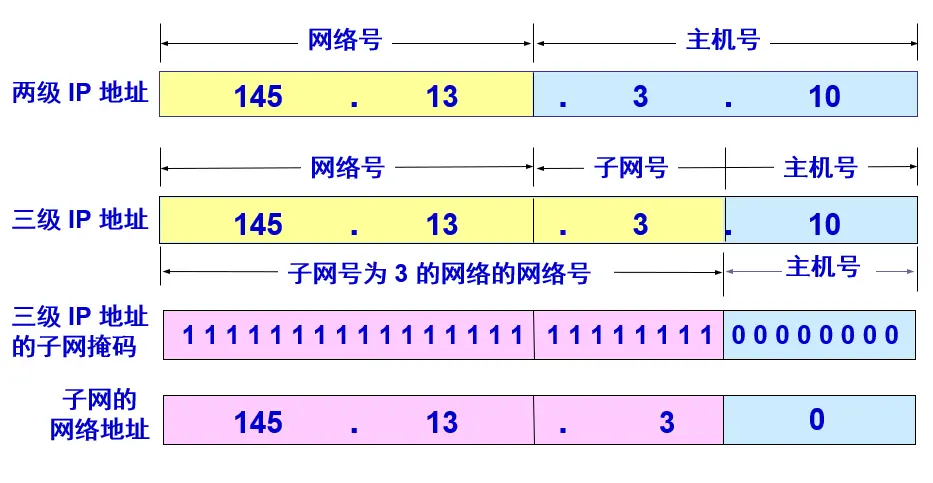 网络号 主机号
两级 IP 地址 145 . 13 . 3 . 10
网络号 子网号 主机号
三级 IP 地址 145 . 13 . 3 . 10
子网号为 3 的网络的网络号 主机号
三级 IP 地址
的子网掩码 1 1 1 1 1 1 1 1 1 1 1 1 1 1 1 1 1 1 1 1 1 1 1 1 0 0 0 0 0 0 0 0
子网的
网络地址 145 . 13 . 3 0